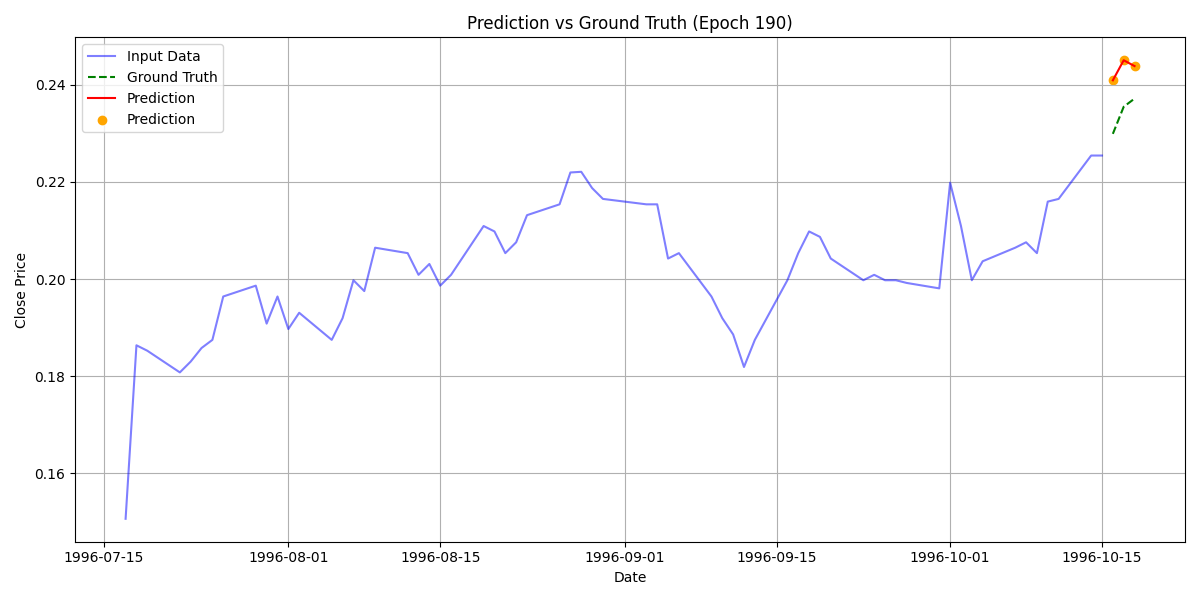 Prediction vs Ground Truth (Epoch 190)
Input Data
Ground Truth
Prediction
Prediction
0.24
0.22
0.20
0.18
0.16
Close Price
1996-07-15 1996-08-01 1996-08-15 1996-09-01 1996-09-15 1996-10-01 1996-10-15
Date